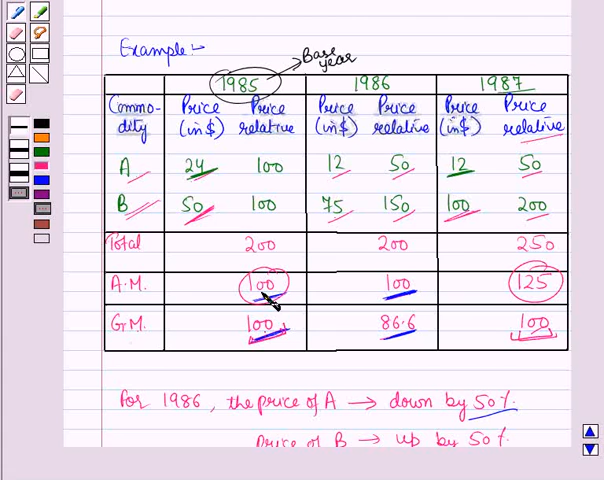 Example:-
Base year
1985 1986 1987
Commo- Price Price Price Price Price Price
dity (in $) relative (in $) relative (in $) relative
A 24 100 12 50 12 50
B 50 100 75 150 100 200
Total 200 200 250
A.M. 100 100 125
G.M. 100 86.6 100
For 1986, the price of A → down by 50%
Price of B → up by 50%.